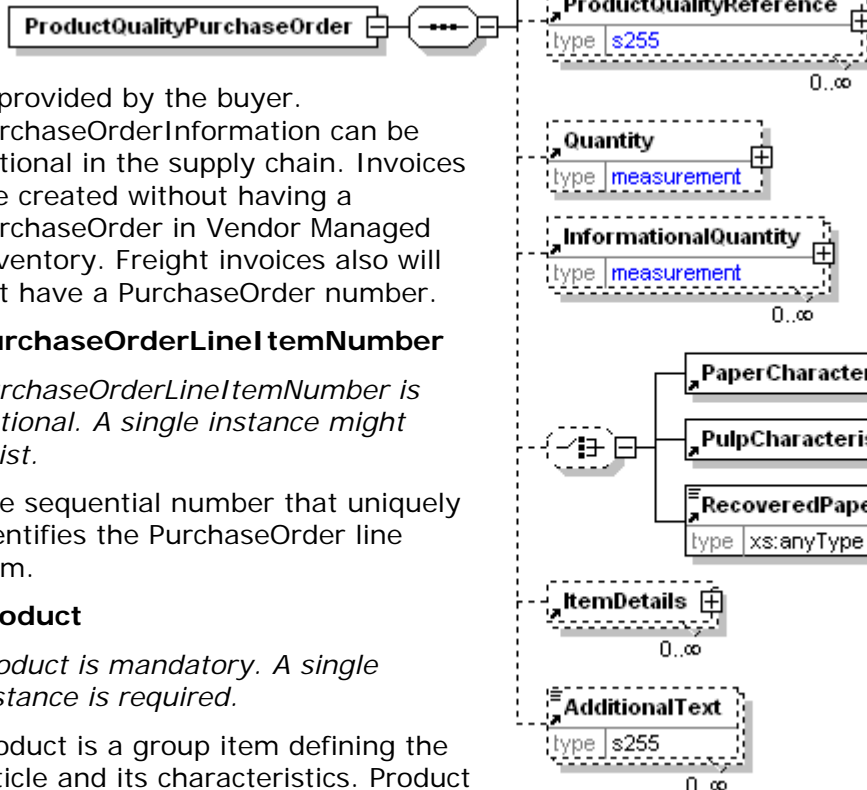 ProductQualityPurchaseOrder
provided by the buyer.
rchaseOrderInformation can be
tional in the supply chain. Invoices
e created without having a
rchaseOrder in Vendor Managed
ventory. Freight invoices also will
t have a PurchaseOrder number.
urchaseOrderLineItemNumber
urchaseOrderLineItemNumber is
tional. A single instance might
ist.
e sequential number that uniquely
entifies the PurchaseOrder line
m.
oduct
oduct is mandatory. A single
stance is required.
oduct is a group item defining the
ticle and its characteristics. Product
ProductQualityReference
type s255
0..∞
Quantity
type measurement
InformationalQuantity
type measurement
0..∞
PaperCharacter
PulpCharacteris
RecoveredPape
type xs:anyType
ItemDetails
0..∞
AdditionalText
type s255
0..∞